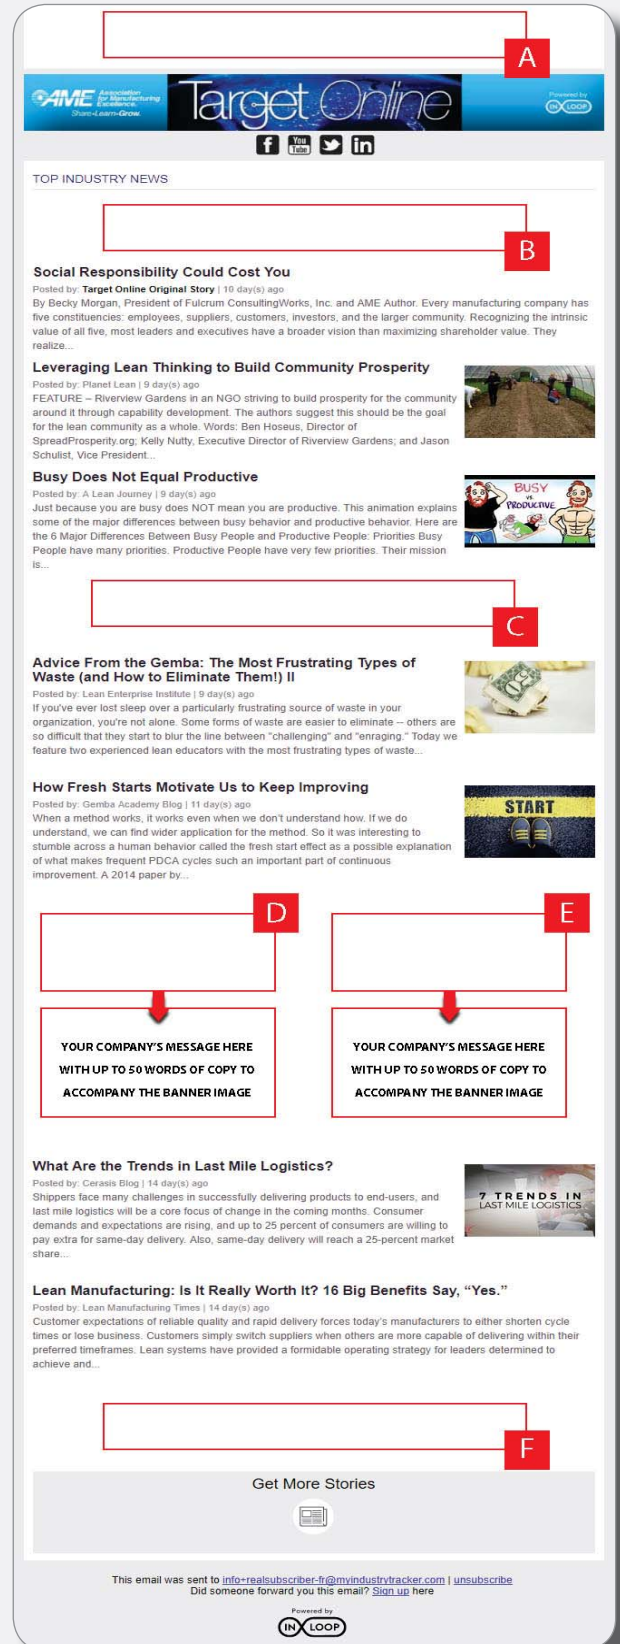 A
AME Association
for Manufacturing
Excellence.
Share•Learn•Grow.
Target Online
Powered by
IN LOOP
f You
Tube in
TOP INDUSTRY NEWS
B
Social Responsibility Could Cost You
Posted by: Target Online Original Story | 10 day(s) ago
By Becky Morgan, President of Fulcrum ConsultingWorks, Inc. and AME Author. Every manufacturing company has
five constituencies: employees, suppliers, customers, investors, and the larger community. Recognizing the intrinsic
value of all five, most leaders and executives have a broader vision than maximizing shareholder value. They
realize...
Leveraging Lean Thinking to Build Community Prosperity
Posted by: Planet Lean | 9 day(s) ago
FEATURE – Riverview Gardens in an NGO striving to build prosperity for the community
around it through capability development. The authors suggest this should be the goal
for the lean community as a whole. Words: Ben Hoseus, Director of
SpreadProsperity.org; Kelly Nutty, Executive Director of Riverview Gardens; and Jason
Schulist, Vice President...
Busy Does Not Equal Productive
Posted by: A Lean Journey | 9 day(s) ago
Just because you are busy does NOT mean you are productive. This animation explains
some of the major differences between busy behavior and productive behavior. Here are
the 6 Major Differences Between Busy People and Productive People: Priorities Busy
People have many priorities. Productive People have very few priorities. Their mission
is...
BUSY
VS.
PRODUCTIVE
C
Advice From the Gemba: The Most Frustrating Types of
Waste (and How to Eliminate Them!) II
Posted by: Lean Enterprise Institute | 9 day(s) ago
If you've ever lost sleep over a particularly frustrating source of waste in your
organization, you're not alone. Some forms of waste are easier to eliminate -- others are
so difficult that they start to blur the line between "challenging" and "enraging." Today we
feature two experienced lean educators with the most frustrating types of waste...
How Fresh Starts Motivate Us to Keep Improving
Posted by: Gemba Academy Blog | 11 day(s) ago
When a method works, it works even when we don't understand how. If we do
understand, we can find wider application for the method. So it was interesting to
stumble across a human behavior called the fresh start effect as a possible explanation
of what makes frequent PDCA cycles such an important part of continuous
improvement. A 2014 paper by...
START
D
E
YOUR COMPANY'S MESSAGE HERE
WITH UP TO 50 WORDS OF COPY TO
ACCOMPANY THE BANNER IMAGE
YOUR COMPANY'S MESSAGE HERE
WITH UP TO 50 WORDS OF COPY TO
ACCOMPANY THE BANNER IMAGE
What Are the Trends in Last Mile Logistics?
Posted by: Cerasis Blog | 14 day(s) ago
Shippers face many challenges in successfully delivering products to end-users, and
last mile logistics will be a core focus of change in the coming months. Consumer
demands and expectations are rising, and up to 25 percent of consumers are willing to
pay extra for same-day delivery. Also, same-day delivery will reach a 25-percent market
share...
7 TRENDS IN
LAST MILE LOGISTICS
Lean Manufacturing: Is It Really Worth It? 16 Big Benefits Say, “Yes.”
Posted by: Lean Manufacturing Times | 14 day(s) ago
Customer expectations of reliable quality and rapid delivery forces today's manufacturers to either shorten cycle
times or lose business. Customers simply switch suppliers when others are more capable of delivering within their
preferred timeframes. Lean systems have provided a formidable operating strategy for leaders determined to
achieve and...
F
Get More Stories
This email was sent to info+realsubscriber-fr@myindustrytracker.com | unsubscribe
Did someone forward you this email? Sign up here
Powered by
IN LOOP